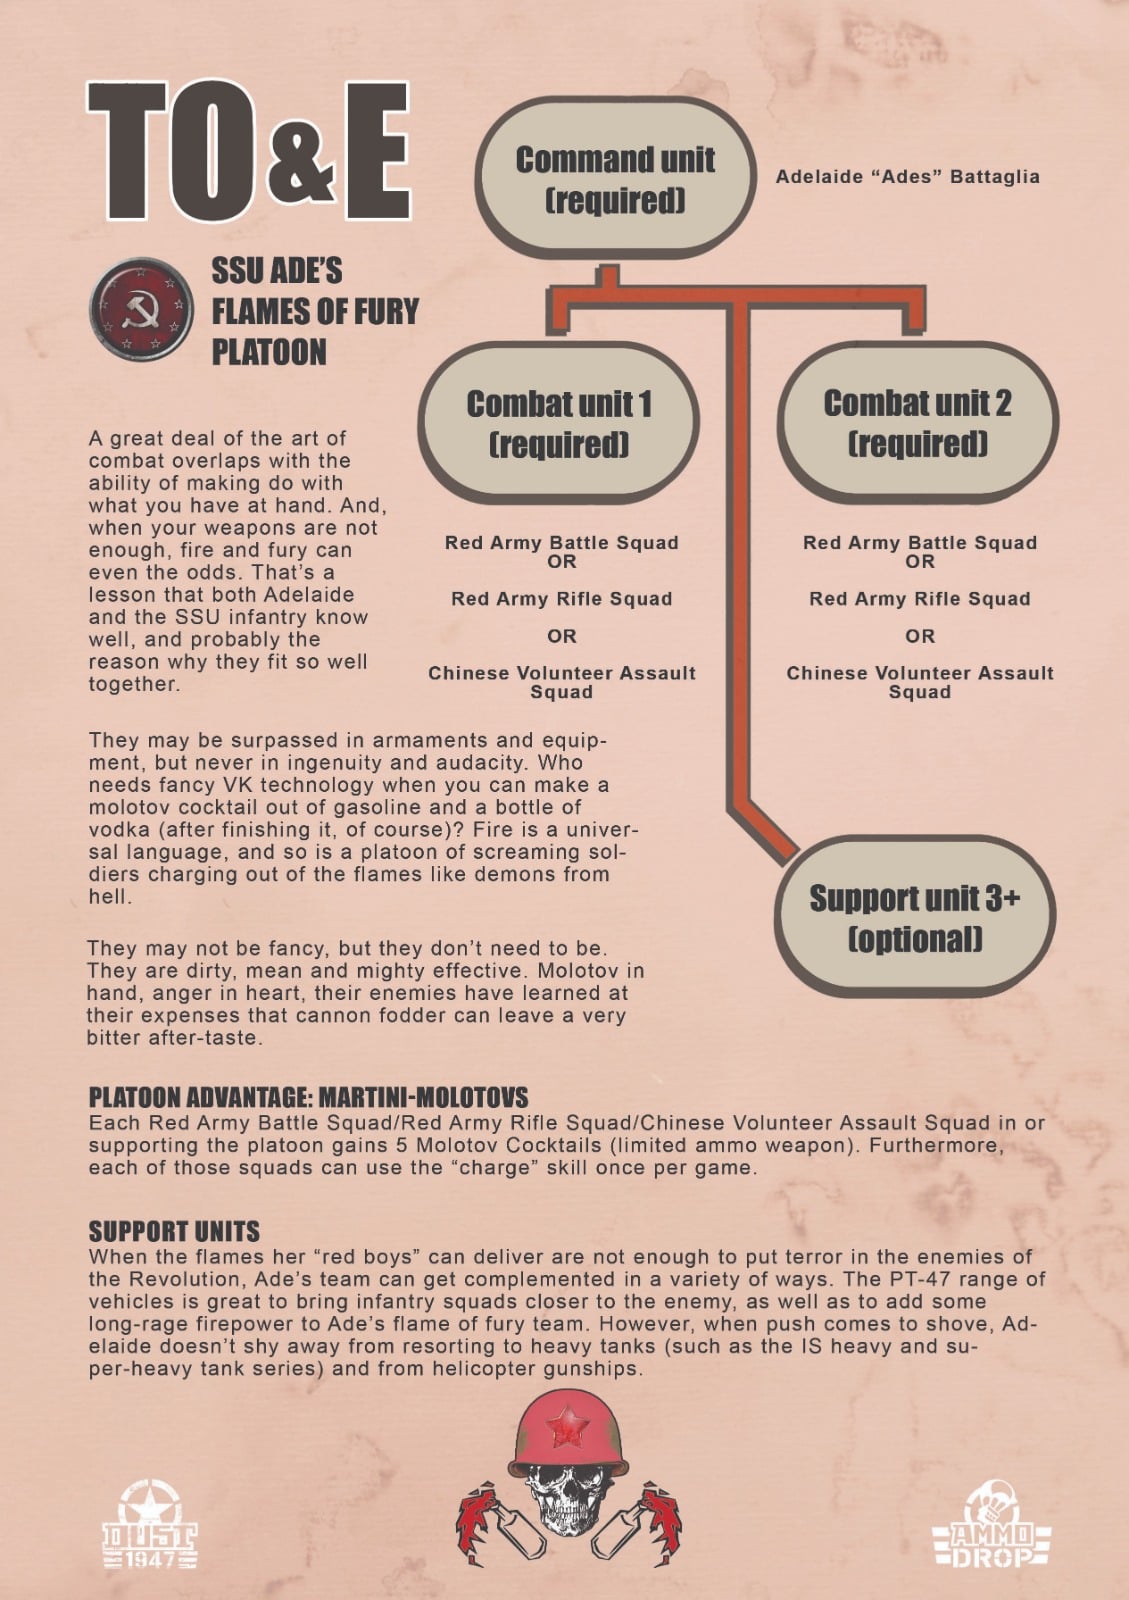 TO&E
SSU ADE'S
FLAMES OF FURY
PLATOON
Command unit
(required)
Adelaide “Ades” Battaglia
Combat unit 1
(required)
Red Army Battle Squad
OR
Red Army Rifle Squad
OR
Chinese Volunteer Assault
Squad
Combat unit 2
(required)
Red Army Battle Squad
OR
Red Army Rifle Squad
OR
Chinese Volunteer Assault
Squad
Support unit 3+
(optional)
A great deal of the art of
combat overlaps with the
ability of making do with
what you have at hand. And,
when your weapons are not
enough, fire and fury can
even the odds. That’s a
lesson that both Adelaide
and the SSU infantry know
well, and probably the
reason why they fit so well
together.
They may be surpassed in armaments and equip-
ment, but never in ingenuity and audacity. Who
needs fancy VK technology when you can make a
molotov cocktail out of gasoline and a bottle of
vodka (after finishing it, of course)? Fire is a univer-
sal language, and so is a platoon of screaming sol-
diers charging out of the flames like demons from
hell.
They may not be fancy, but they don’t need to be.
They are dirty, mean and mighty effective. Molotov in
hand, anger in heart, their enemies have learned at
their expenses that cannon fodder can leave a very
bitter after-taste.
PLATOON ADVANTAGE: MARTINI-MOLOTOVS
Each Red Army Battle Squad/Red Army Rifle Squad/Chinese Volunteer Assault Squad in or
supporting the platoon gains 5 Molotov Cocktails (limited ammo weapon). Furthermore,
each of those squads can use the “charge” skill once per game.
SUPPORT UNITS
When the flames her “red boys” can deliver are not enough to put terror in the enemies of
the Revolution, Ade’s team can get complemented in a variety of ways. The PT-47 range of
vehicles is great to bring infantry squads closer to the enemy, as well as to add some
long-rage firepower to Ade’s flame of fury team. However, when push comes to shove, Ad-
elaide doesn’t shy away from resorting to heavy tanks (such as the IS heavy and su-
per-heavy tank series) and from helicopter gunships.
DUST
1947
AMMO
DROP